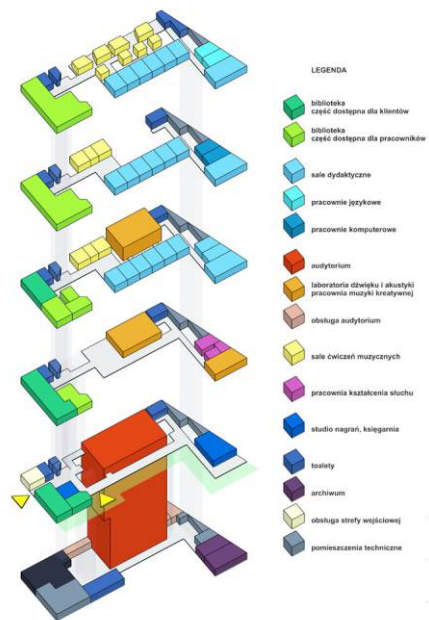 LEGENDA
biblioteka
część dostępna dla klientów
biblioteka
część dostępna dla pracowników
sale dydaktyczne
pracownie językowe
pracownie komputerowe
audytorium
laboratoria dźwięku i akustyki
pracownia muzyki kreatywnej
obsługa audytorium
sale ćwiczeń muzycznych
pracownia kształcenia słuchu
studio nagrań, księgarnia
toalety
archiwum
obsługa strefy wejściowej
pomieszczenia techniczne